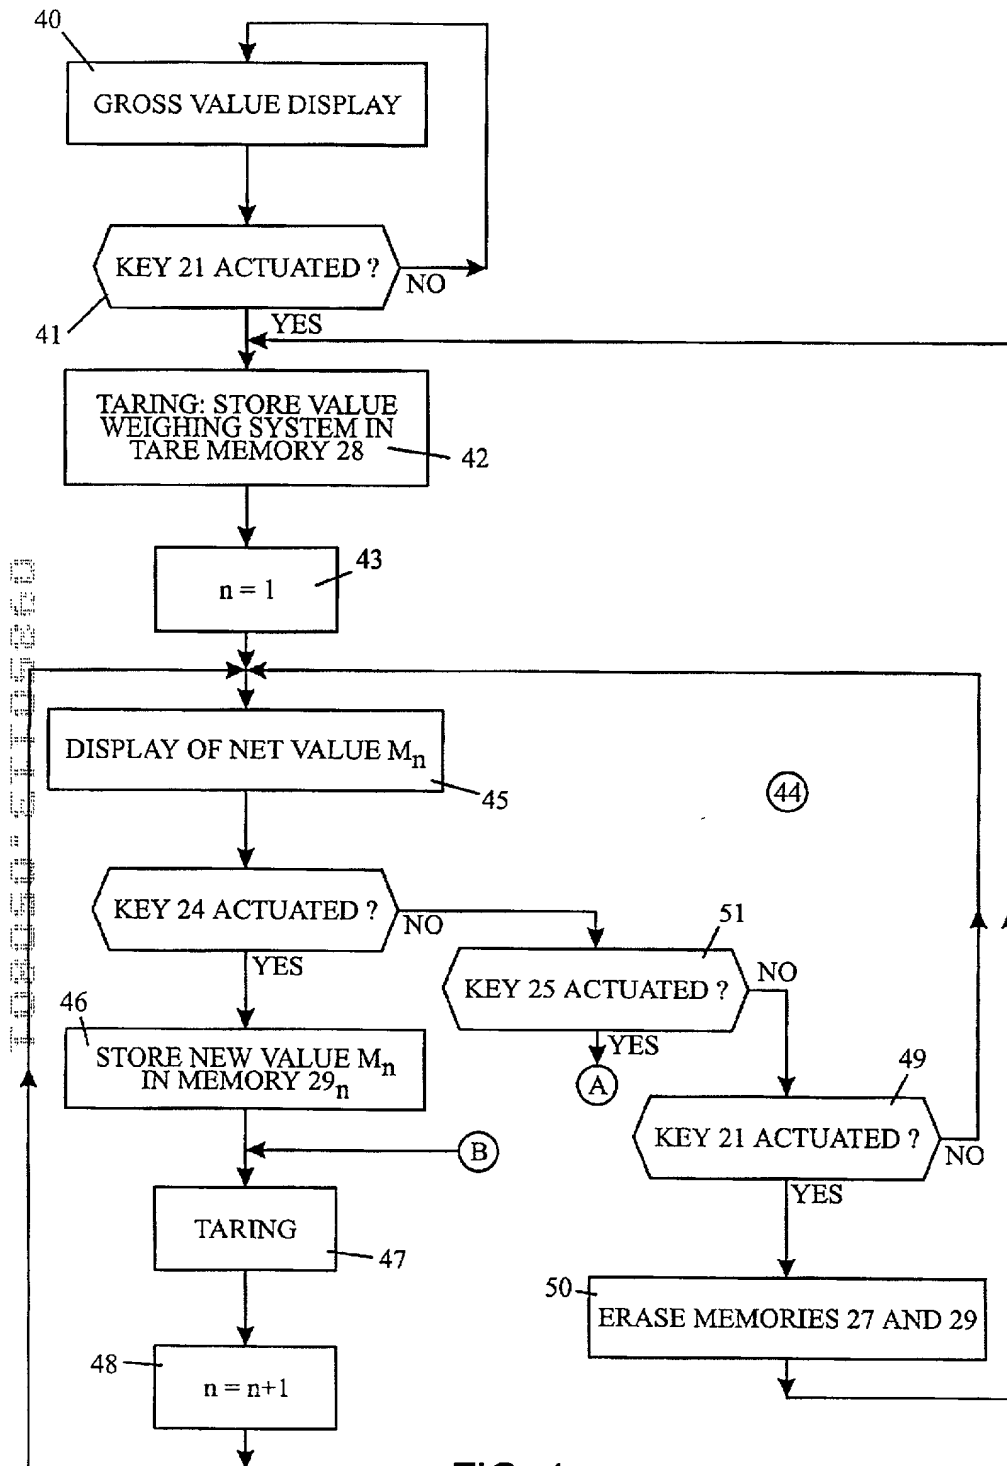 40
GROSS VALUE DISPLAY
KEY 21 ACTUATED ?
NO
41
YES
TARING: STORE VALUE
WEIGHING SYSTEM IN
TARE MEMORY 28
42
43
n = 1
DISPLAY OF NET VALUE Mn
45
44
KEY 24 ACTUATED ?
NO
51
YES
KEY 25 ACTUATED ?
NO
46
STORE NEW VALUE Mn
IN MEMORY 29n
YES
A
49
KEY 21 ACTUATED ?
NO
B
YES
TARING
47
50
ERASE MEMORIES 27 AND 29
48
n = n+1